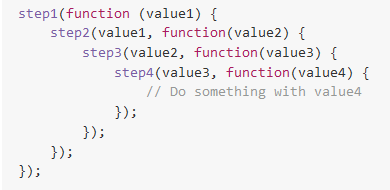 step1(function (value1) {
    step2(value1, function(value2) {
        step3(value2, function(value3) {
            step4(value3, function(value4) {
                // Do something with value4
            });
        });
    });
});